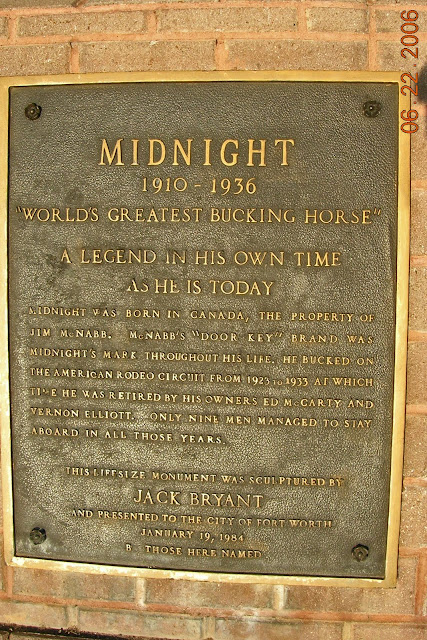 06 22 2006
MIDNIGHT
1910 - 1936
"WORLD'S GREATEST BUCKING HORSE"
A LEGEND IN HIS OWN TIME
AS HE IS TODAY
MIDNIGHT WAS BORN IN CANADA, THE PROPERTY OF
JIM McNABB. McNABB'S "DOOR KEY" BRAND WAS
MIDNIGHT'S MARK THROUGHOUT HIS LIFE. HE BUCKED ON
THE AMERICAN RODEO CIRCUIT FROM 1923 TO 1933 AT WHICH
TIME HE WAS RETIRED BY HIS OWNERS ED McCARTY AND
VERNON ELLIOTT. ONLY NINE MEN MANAGED TO STAY
ABOARD IN ALL THOSE YEARS.
THIS LIFESIZE MONUMENT WAS SCULPTURED BY
JACK BRYANT
AND PRESENTED TO THE CITY OF FORT WORTH
JANUARY 19, 1984
BY THOSE HERE NAMED